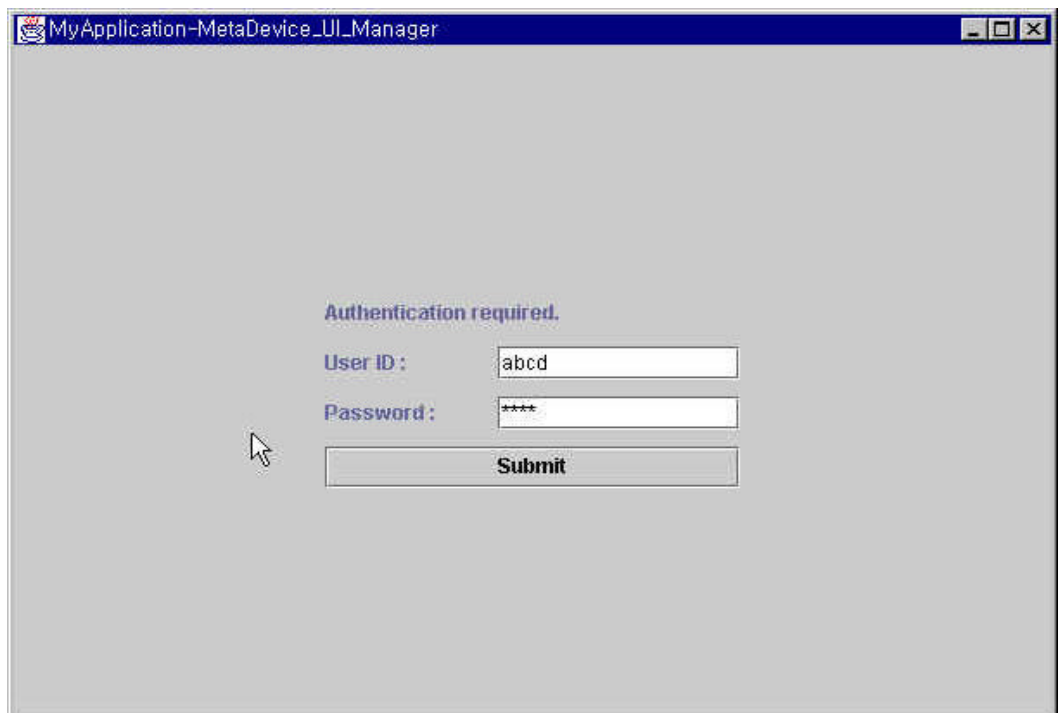 MyApplication-MetaDevice_UI_Manager
Authentication required.
User ID : abcd
Password : ****
Submit